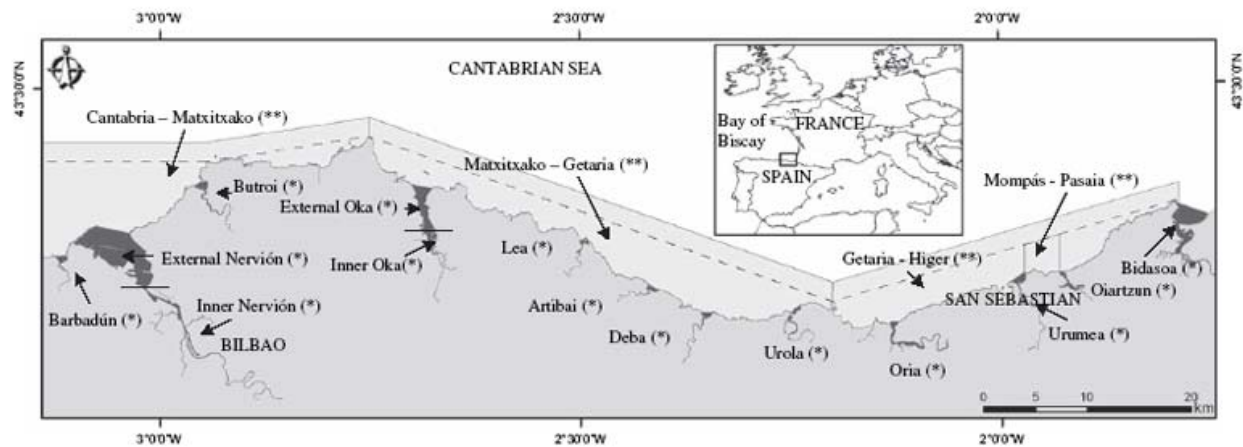 3°0'0"W
2°30'0"W
2°0'0"W
43°30'0"N
43°30'0"N
CANTABRIAN SEA
Cantabria – Matxitxako (**)
Bay of
Biscay
FRANCE
SPAIN
Matxitxako – Getaria (**)
Mompás - Pasaia (**)
Butroi (*)
External Oka (*)
Lea (*)
External Nervión (*)
Inner Oka(*)
Getaria - Higer (**)
Bidasoa (*)
Barbadún (*)
Inner Nervión (*)
Artibai (*)
SAN SEBASTIAN
Oiartzun (*)
BILBAO
Deba (*)
Urola (*)
Urumea (*)
Oria (*)
0 5 10 20
km
3°0'0"W
2°30'0"W
2°0'0"W